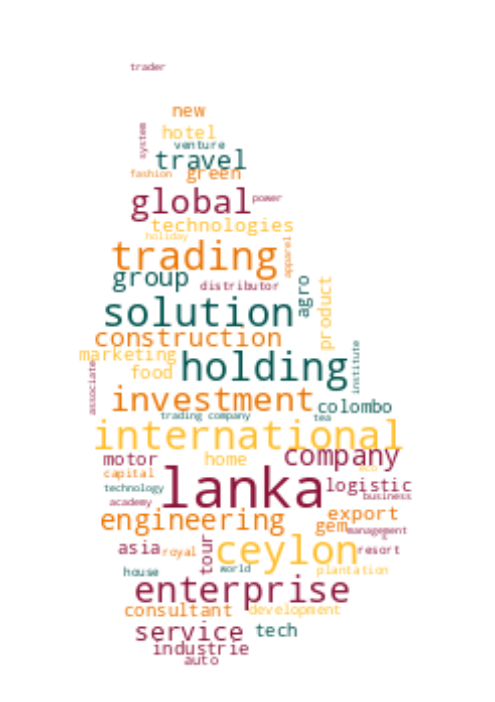 trader
new
system
hotel
venture
travel
fashion
green
global
power
technologies
holiday
trading
apparel
group
distributor
agro
product
solution
construction
marketing
holding
institute
associate
food
investment
colombo
trading company
tea
international
motor
home
company
eco
capital
lanka
logistic
technology
business
academy
export
engineering
gem
management
asia
royal
tour
ceylon
resort
house
world
plantation
enterprise
consultant
development
service
tech
industrie
auto